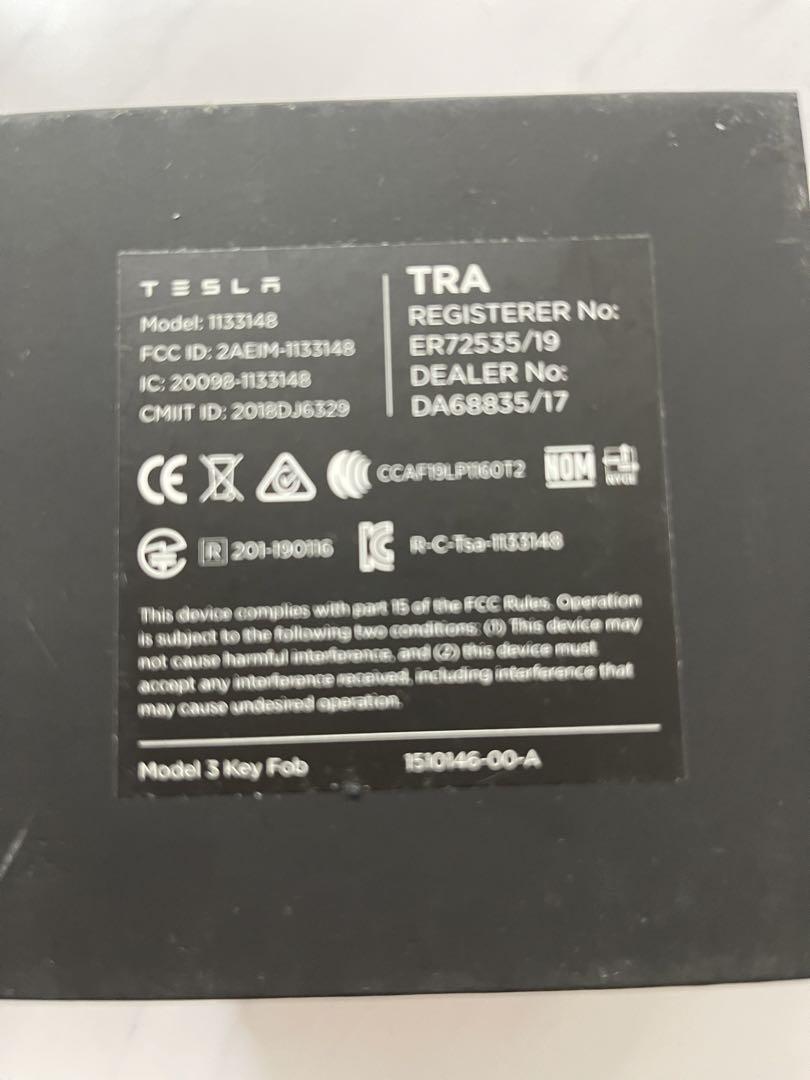 TESLA
Model: 1133148
FCC ID: 2AEIM-1133148
IC: 20098-1133148
CMIIT ID: 2018DJ6329
TRA
REGISTERER No:
ER72535/19
DEALER No:
DA68835/17
CE
CCAF19LP1160T2
NOM
NYCE
R 201-190116
R-C-Tsa-1133148
This device complies with part 15 of the FCC Rules. Operation
is subject to the following two conditions: (1) This device may
not cause harmful interference, and (2) this device must
accept any interference received, including interference that
may cause undesired operation.
Model 3 Key Fob
1510146-00-A